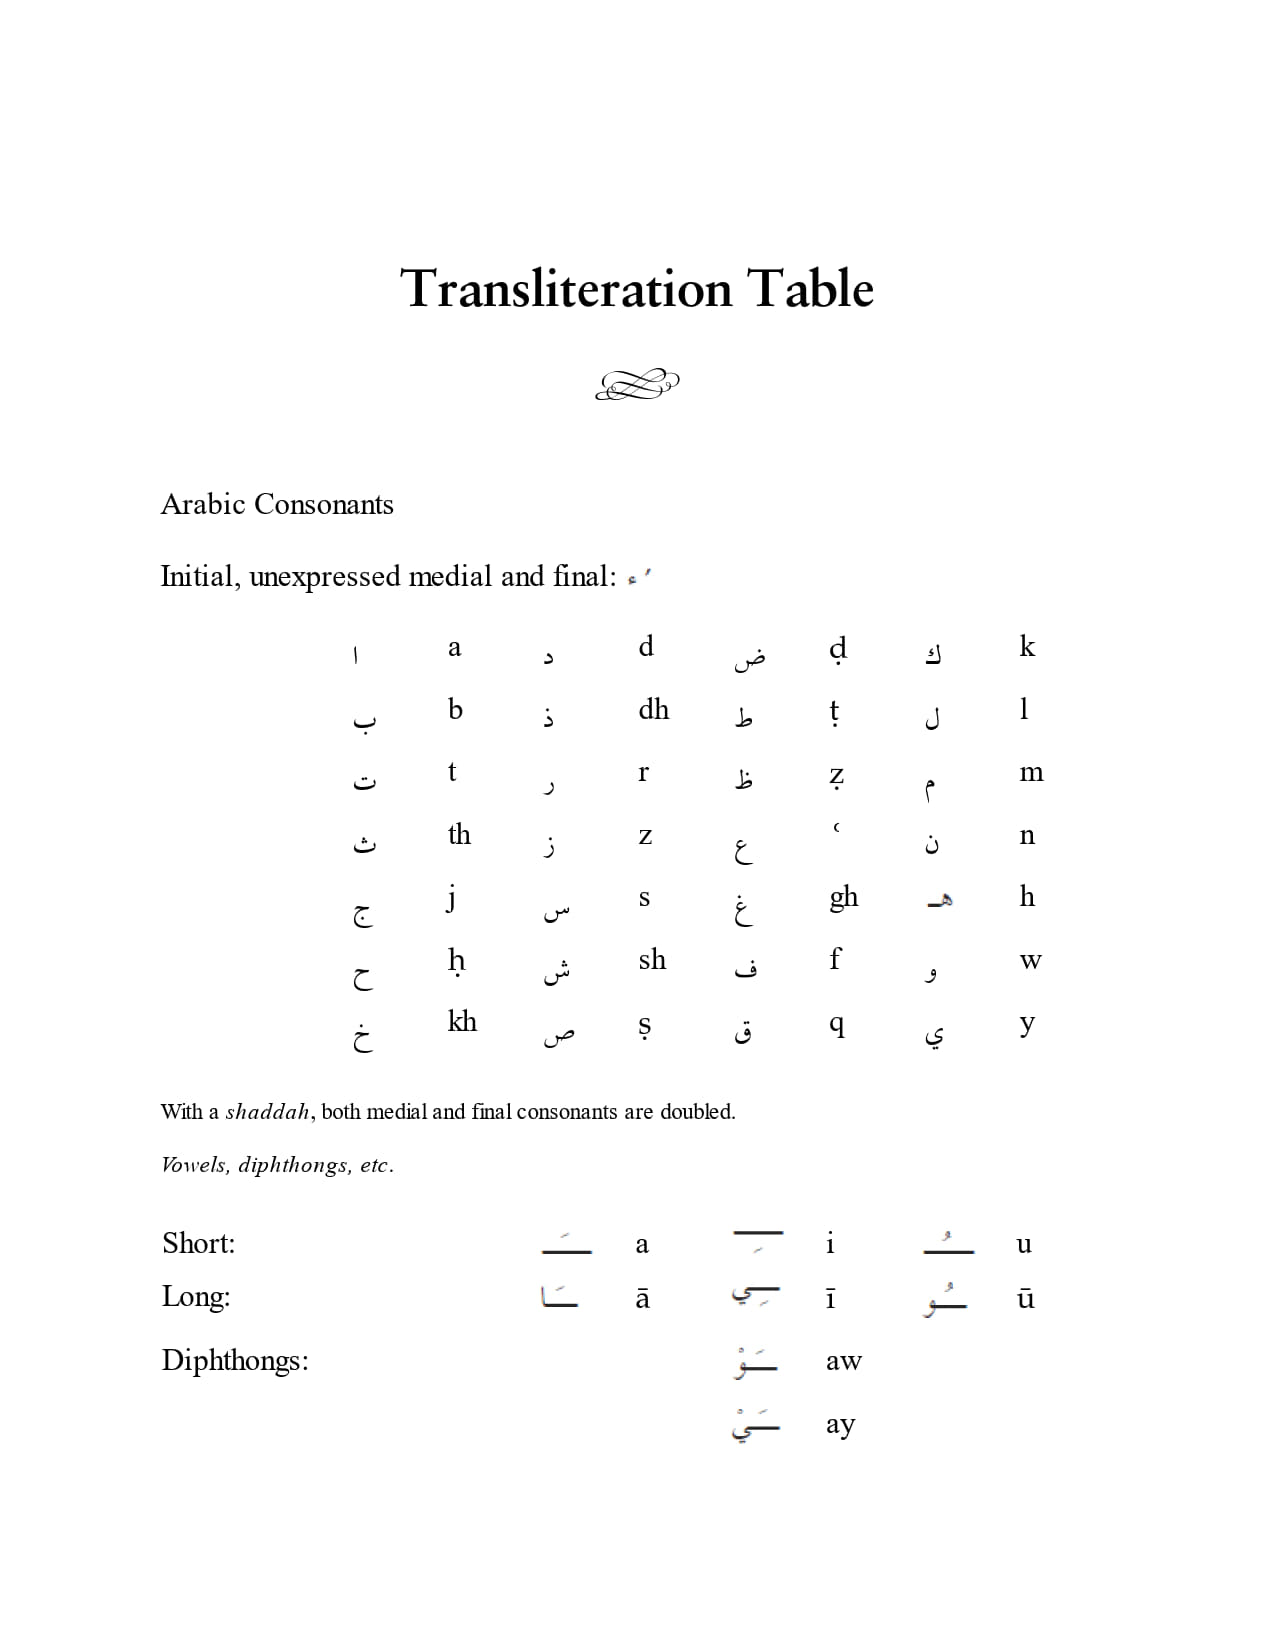 Transliteration Table
Arabic Consonants
Initial, unexpressed medial and final: ء ʼ
ا a د d ض ḍ ك k
ب b ذ dh ط ṭ ل l
ت t ر r ظ ẓ م m
ث th ز z ع ʿ ن n
ج j س s غ gh هـ h
ح ḥ ش sh ف f و w
خ kh ص ṣ ق q ي y
With a shaddah, both medial and final consonants are doubled.
Vowels, diphthongs, etc.
Short: ـَ a ـِ i ـُ u
Long: ـَا ā ـِي ī ـُو ū
Diphthongs: ـَوْ aw
ـَيْ ay